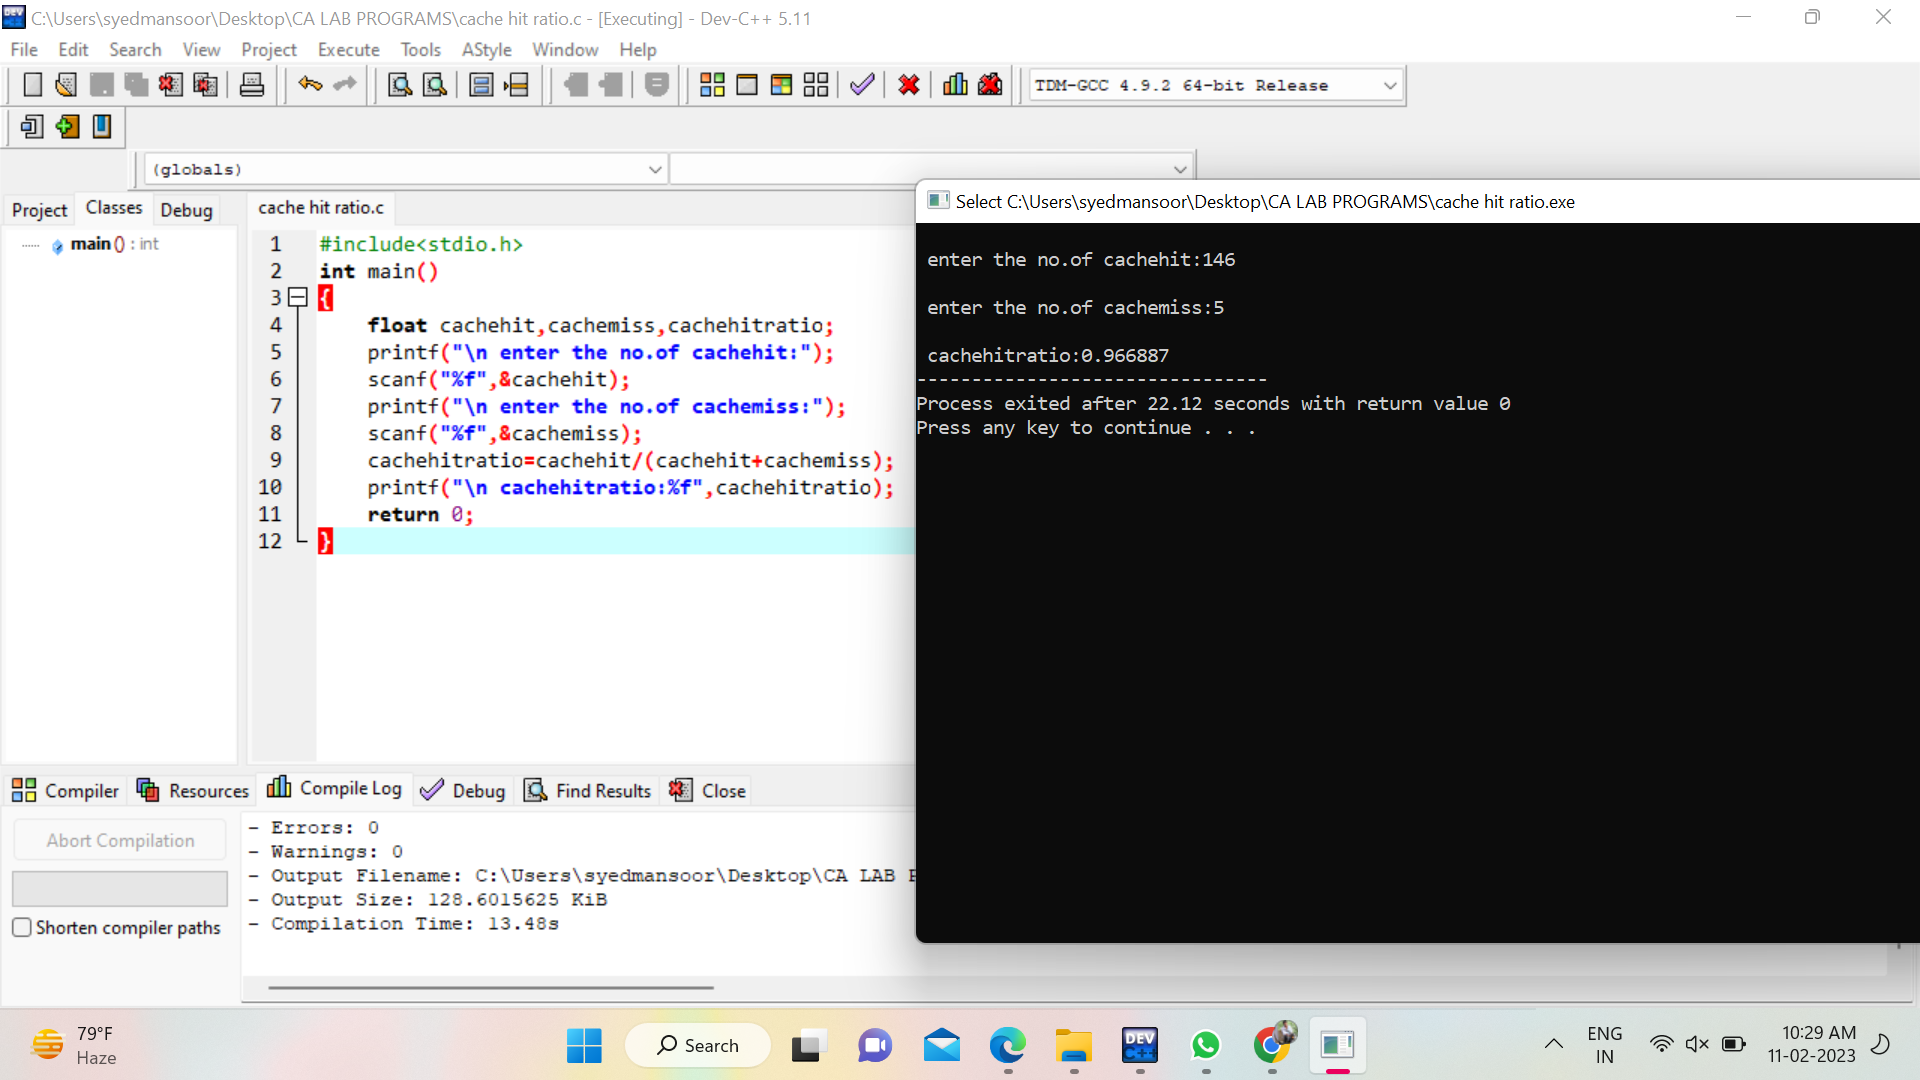 C:\Users\syedmansoor\Desktop\CA LAB PROGRAMS\cache hit ratio.c - [Executing] - Dev-C++ 5.11
File Edit Search View Project Execute Tools AStyle Window Help
TDM-GCC 4.9.2 64-bit Release
(globals)
Project Classes Debug
cache hit ratio.c
main () : int
1 #include<stdio.h>
2 int main()
3 {
4 float cachehit,cachemiss,cachehitratio;
5 printf("\n enter the no.of cachehit:");
6 scanf("%f",&cachehit);
7 printf("\n enter the no.of cachemiss:");
8 scanf("%f",&cachemiss);
9 cachehitratio=cachehit/(cachehit+cachemiss);
10 printf("\n cachehitratio:%f",cachehitratio);
11 return 0;
12 }
Select C:\Users\syedmansoor\Desktop\CA LAB PROGRAMS\cache hit ratio.exe
enter the no.of cachehit:146
enter the no.of cachemiss:5
cachehitratio:0.966887
--------------------------------
Process exited after 22.12 seconds with return value 0
Press any key to continue . . .
Compiler Resources Compile Log Debug Find Results Close
Abort Compilation
Shorten compiler paths
- Errors: 0
- Warnings: 0
- Output Filename: C:\Users\syedmansoor\Desktop\CA LAB
- Output Size: 128.6015625 KiB
- Compilation Time: 13.48s
79°F
Haze
Search
DEV
C++
ENG
IN
10:29 AM
11-02-2023